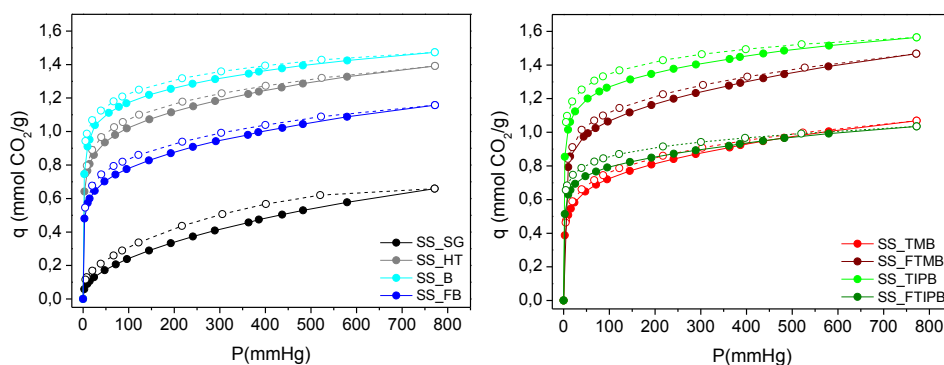 1,6
1,4
1,2
1,0
0,8
0,6
0,4
0,2
0,0
q (mmol CO2/g)
0 100 200 300 400 500 600 700 800
P(mmHg)
SS_SG
SS_HT
SS_B
SS_FB
1,6
1,4
1,2
1,0
0,8
0,6
0,4
0,2
0,0
q (mmol CO2/g)
0 100 200 300 400 500 600 700 800
P(mmHg)
SS_TMB
SS_FTMB
SS_TIPB
SS_FTIPB